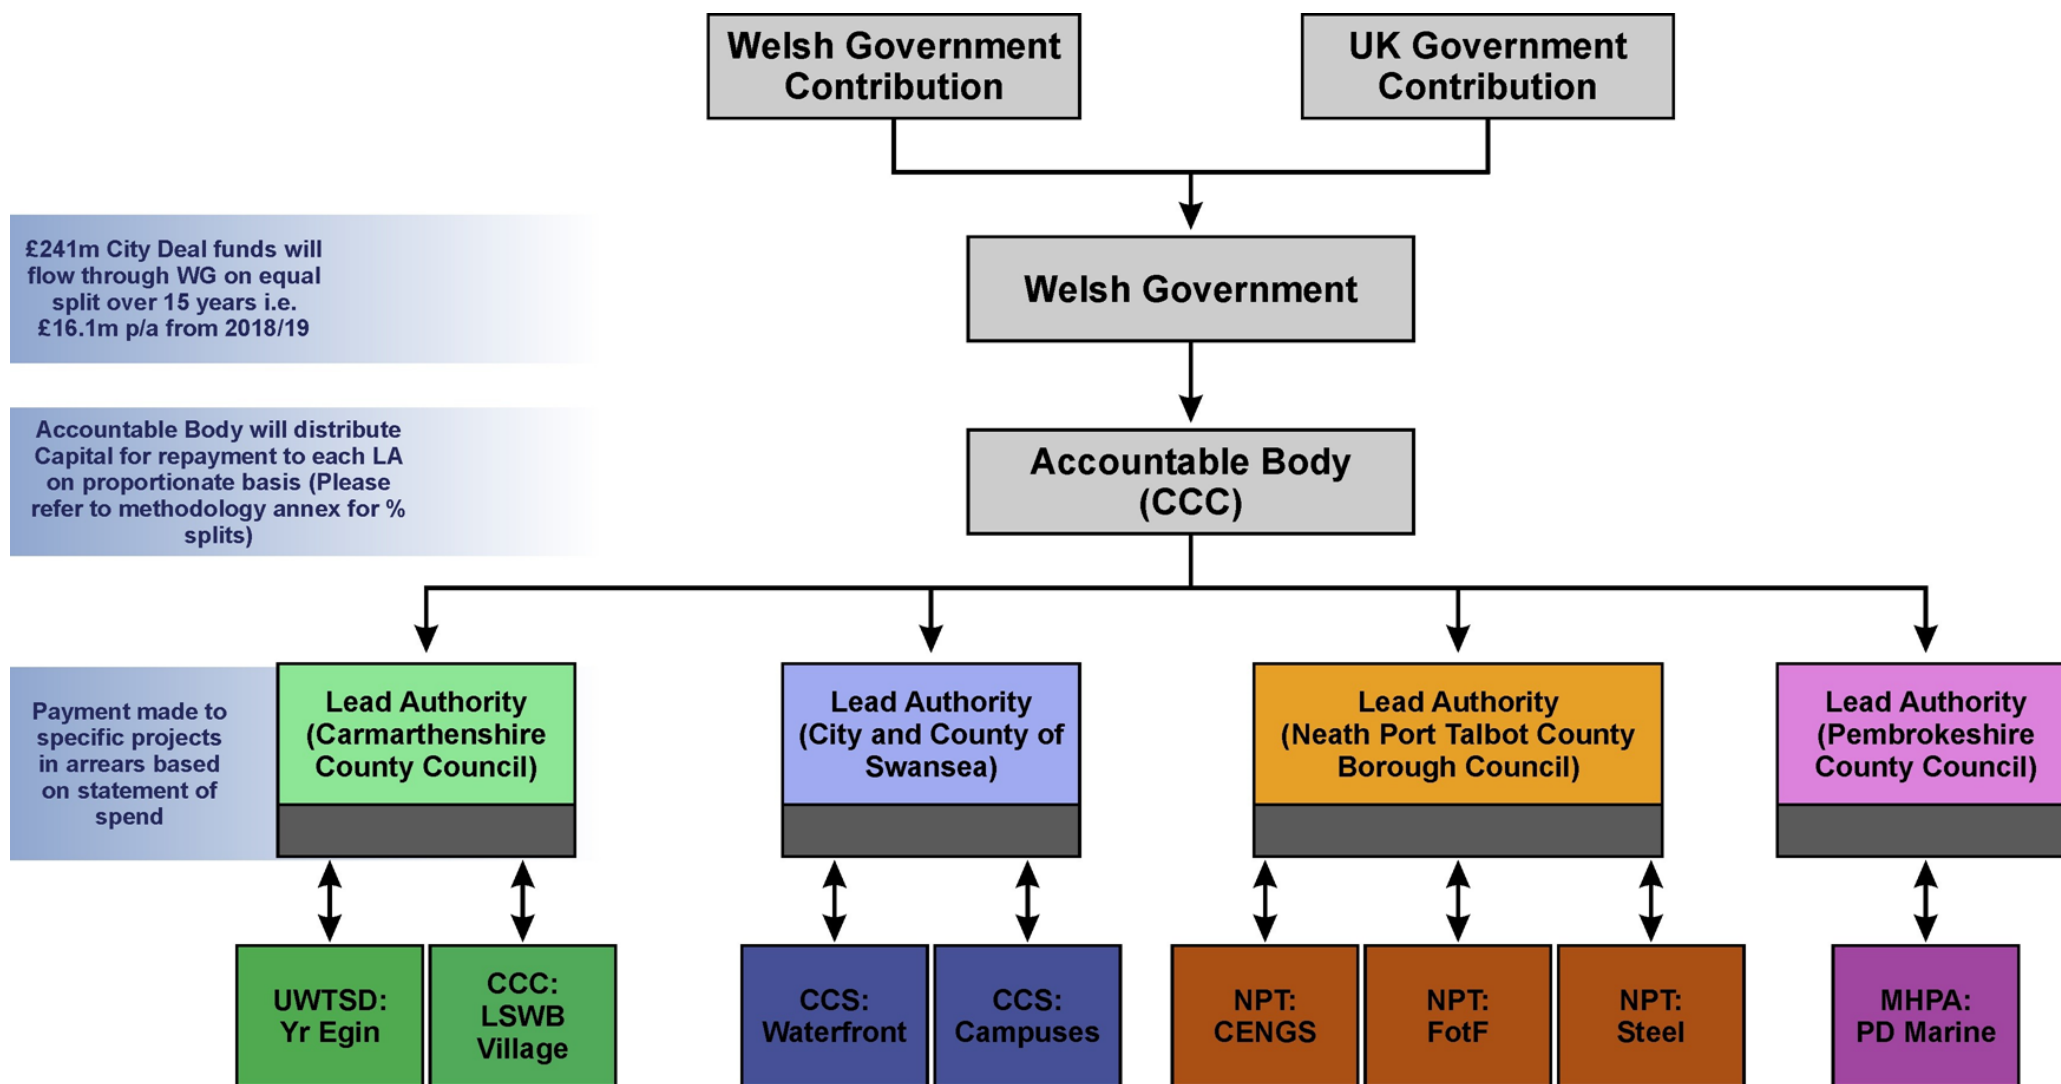 Welsh Government
Contribution
UK Government
Contribution
£241m City Deal funds will
flow through WG on equal
split over 15 years i.e.
£16.1m p/a from 2018/19
Welsh Government
Accountable Body will distribute
Capital for repayment to each LA
on proportionate basis (Please
refer to methodology annex for %
splits)
Accountable Body
(CCC)
Payment made to
specific projects
in arrears based
on statement of
spend
Lead Authority
(Carmarthenshire
County Council)
Lead Authority
(City and County of
Swansea)
Lead Authority
(Neath Port Talbot County
Borough Council)
Lead Authority
(Pembrokeshire
County Council)
UWTSD:
Yr Egin
CCC:
LSWB
Village
CCS:
Waterfront
CCS:
Campuses
NPT:
CENGS
NPT:
FotF
NPT:
Steel
MHPA:
PD Marine